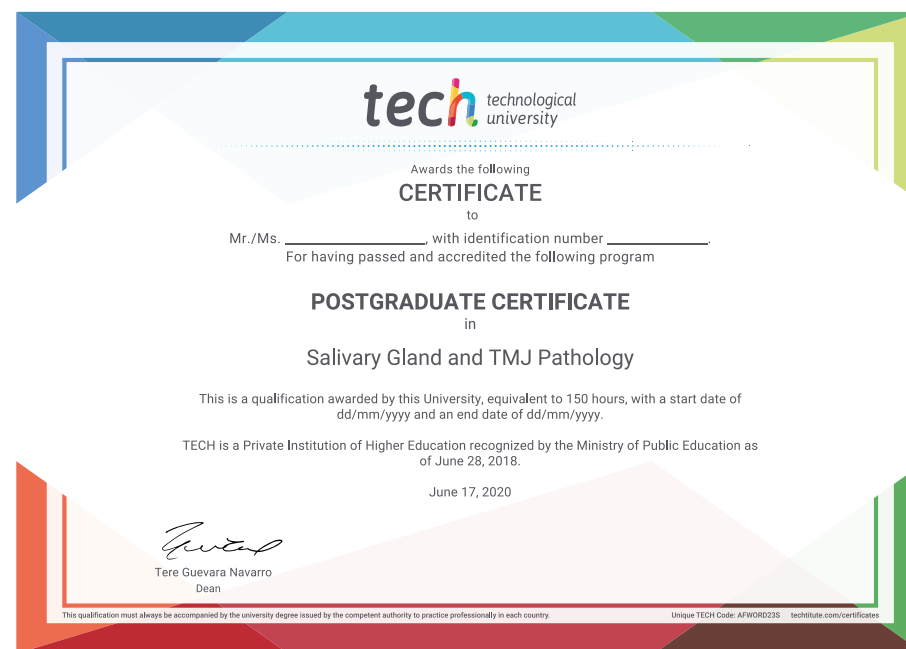 tech technological
university
Awards the following
CERTIFICATE
to
Mr./Ms. ____________________, with identification number ______________.
For having passed and accredited the following program
POSTGRADUATE CERTIFICATE
in
Salivary Gland and TMJ Pathology
This is a qualification awarded by this University, equivalent to 150 hours, with a start date of
dd/mm/yyyy and an end date of dd/mm/yyyy.
TECH is a Private Institution of Higher Education recognized by the Ministry of Public Education as
of June 28, 2018.
June 17, 2020
Tere Guevara Navarro
Dean
This qualification must always be accompanied by the university degree issued by the competent authority to practice professionally in each country.
Unique TECH Code: AFWORD23S techtitute.com/certificates